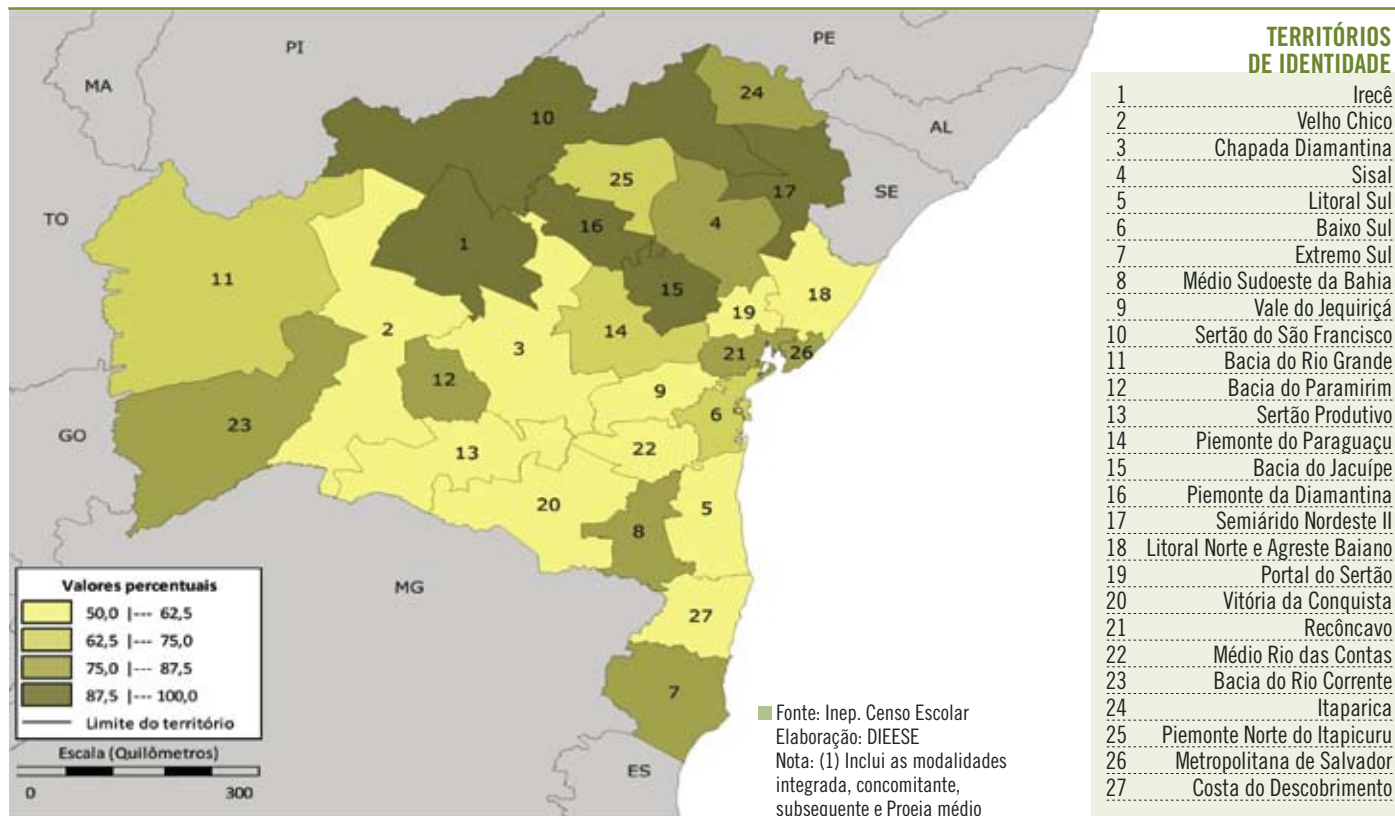 PI
PE
MA
AL
TO
SE
GO
MG
ES
10
24
25
17
16
4
1
11
15
18
19
14
2
3
21
26
12
9
6
23
22
13
20
5
8
27
7
Valores percentuais
50,0 |--- 62,5
62,5 |--- 75,0
75,0 |--- 87,5
87,5 |--- 100,0
Limite do território
Escala (Quilômetros)
0 300
Fonte: Inep. Censo Escolar
Elaboração: DIEESE
Nota: (1) Inclui as modalidades
integrada, concomitante,
subsequente e Proeja médio
TERRITÓRIOS
DE IDENTIDADE
1 Irecê
2 Velho Chico
3 Chapada Diamantina
4 Sisal
5 Litoral Sul
6 Baixo Sul
7 Extremo Sul
8 Médio Sudoeste da Bahia
9 Vale do Jequiriçá
10 Sertão do São Francisco
11 Bacia do Rio Grande
12 Bacia do Paramirim
13 Sertão Produtivo
14 Piemonte do Paraguaçu
15 Bacia do Jacuípe
16 Piemonte da Diamantina
17 Semiárido Nordeste II
18 Litoral Norte e Agreste Baiano
19 Portal do Sertão
20 Vitória da Conquista
21 Recôncavo
22 Médio Rio das Contas
23 Bacia do Rio Corrente
24 Itaparica
25 Piemonte Norte do Itapicuru
26 Metropolitana de Salvador
27 Costa do Descobrimento